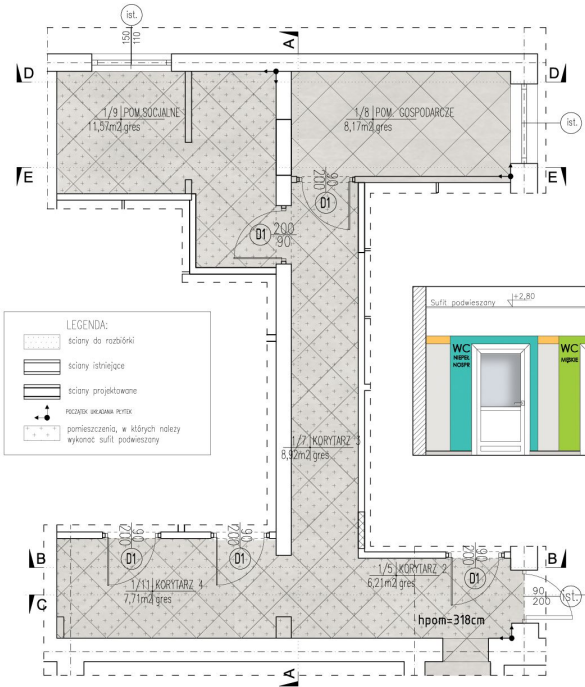 ist.
150
110
A
D
D
1/9 POM.SOCJALNE
11,57m2 gres
1/8 POM. GOSPODARCZE
8,17m2 gres
ist.
E
E
90
200
D1
D1
200
90
Sufit podwieszany +2,80
WC
NIEPEŁ
NOSPR
WC
MĘSKIE
LEGENDA:
ściany do rozbiórki
ściany istniejące
ściany projektowane
POCZĄTEK UKŁADANIA PŁYTEK
pomieszczenia, w których należy
wykonać sufit podwieszany
1/7 KORYTARZ 3
8,92m2 gres
90
200
90
200
90
200
B
B
D1
D1
D1
1/11 KORYTARZ 4
7,71m2 gres
1/5 KORYTARZ 2
6,21m2 gres
C
90
200
ist.
hpom=318cm
A